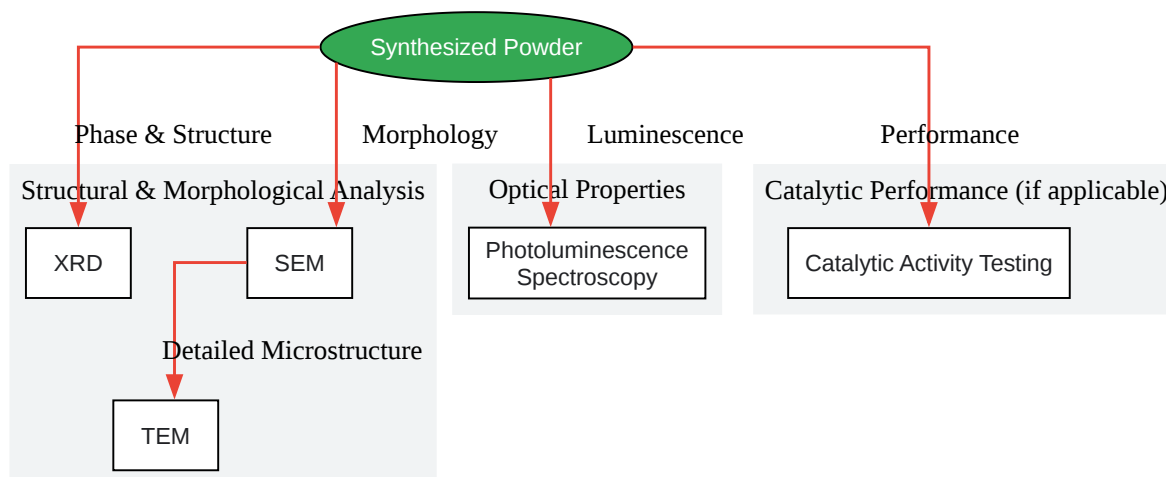 Synthesized Powder
Phase & Structure
Morphology
Luminescence
Performance
Structural & Morphological Analysis
Optical Properties
Catalytic Performance (if applicable)
XRD
SEM
Photoluminescence
Spectroscopy
Catalytic Activity Testing
Detailed Microstructure
TEM